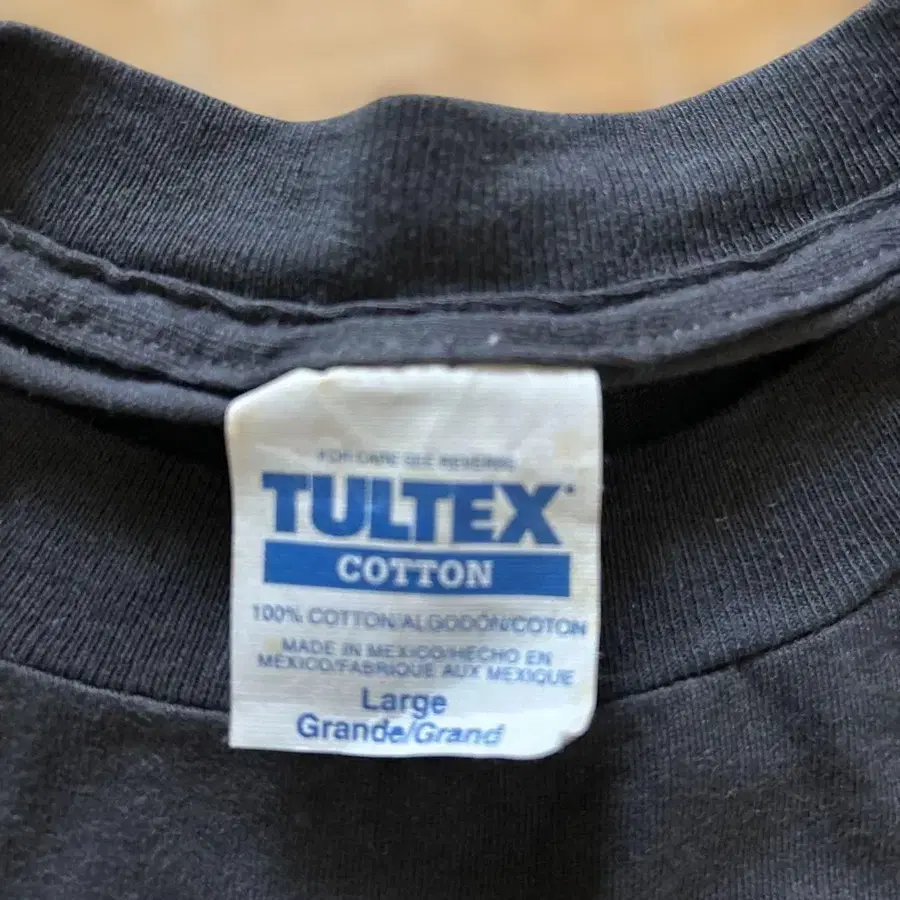 FOR CARE SEE REVERSE
TULTEX
COTTON
100% COTTON/ALGODÓN/COTON
MADE IN MEXICO/HECHO EN
MEXICO/FABRIQUE AUX MEXIQUE
Large
Grande/Grand